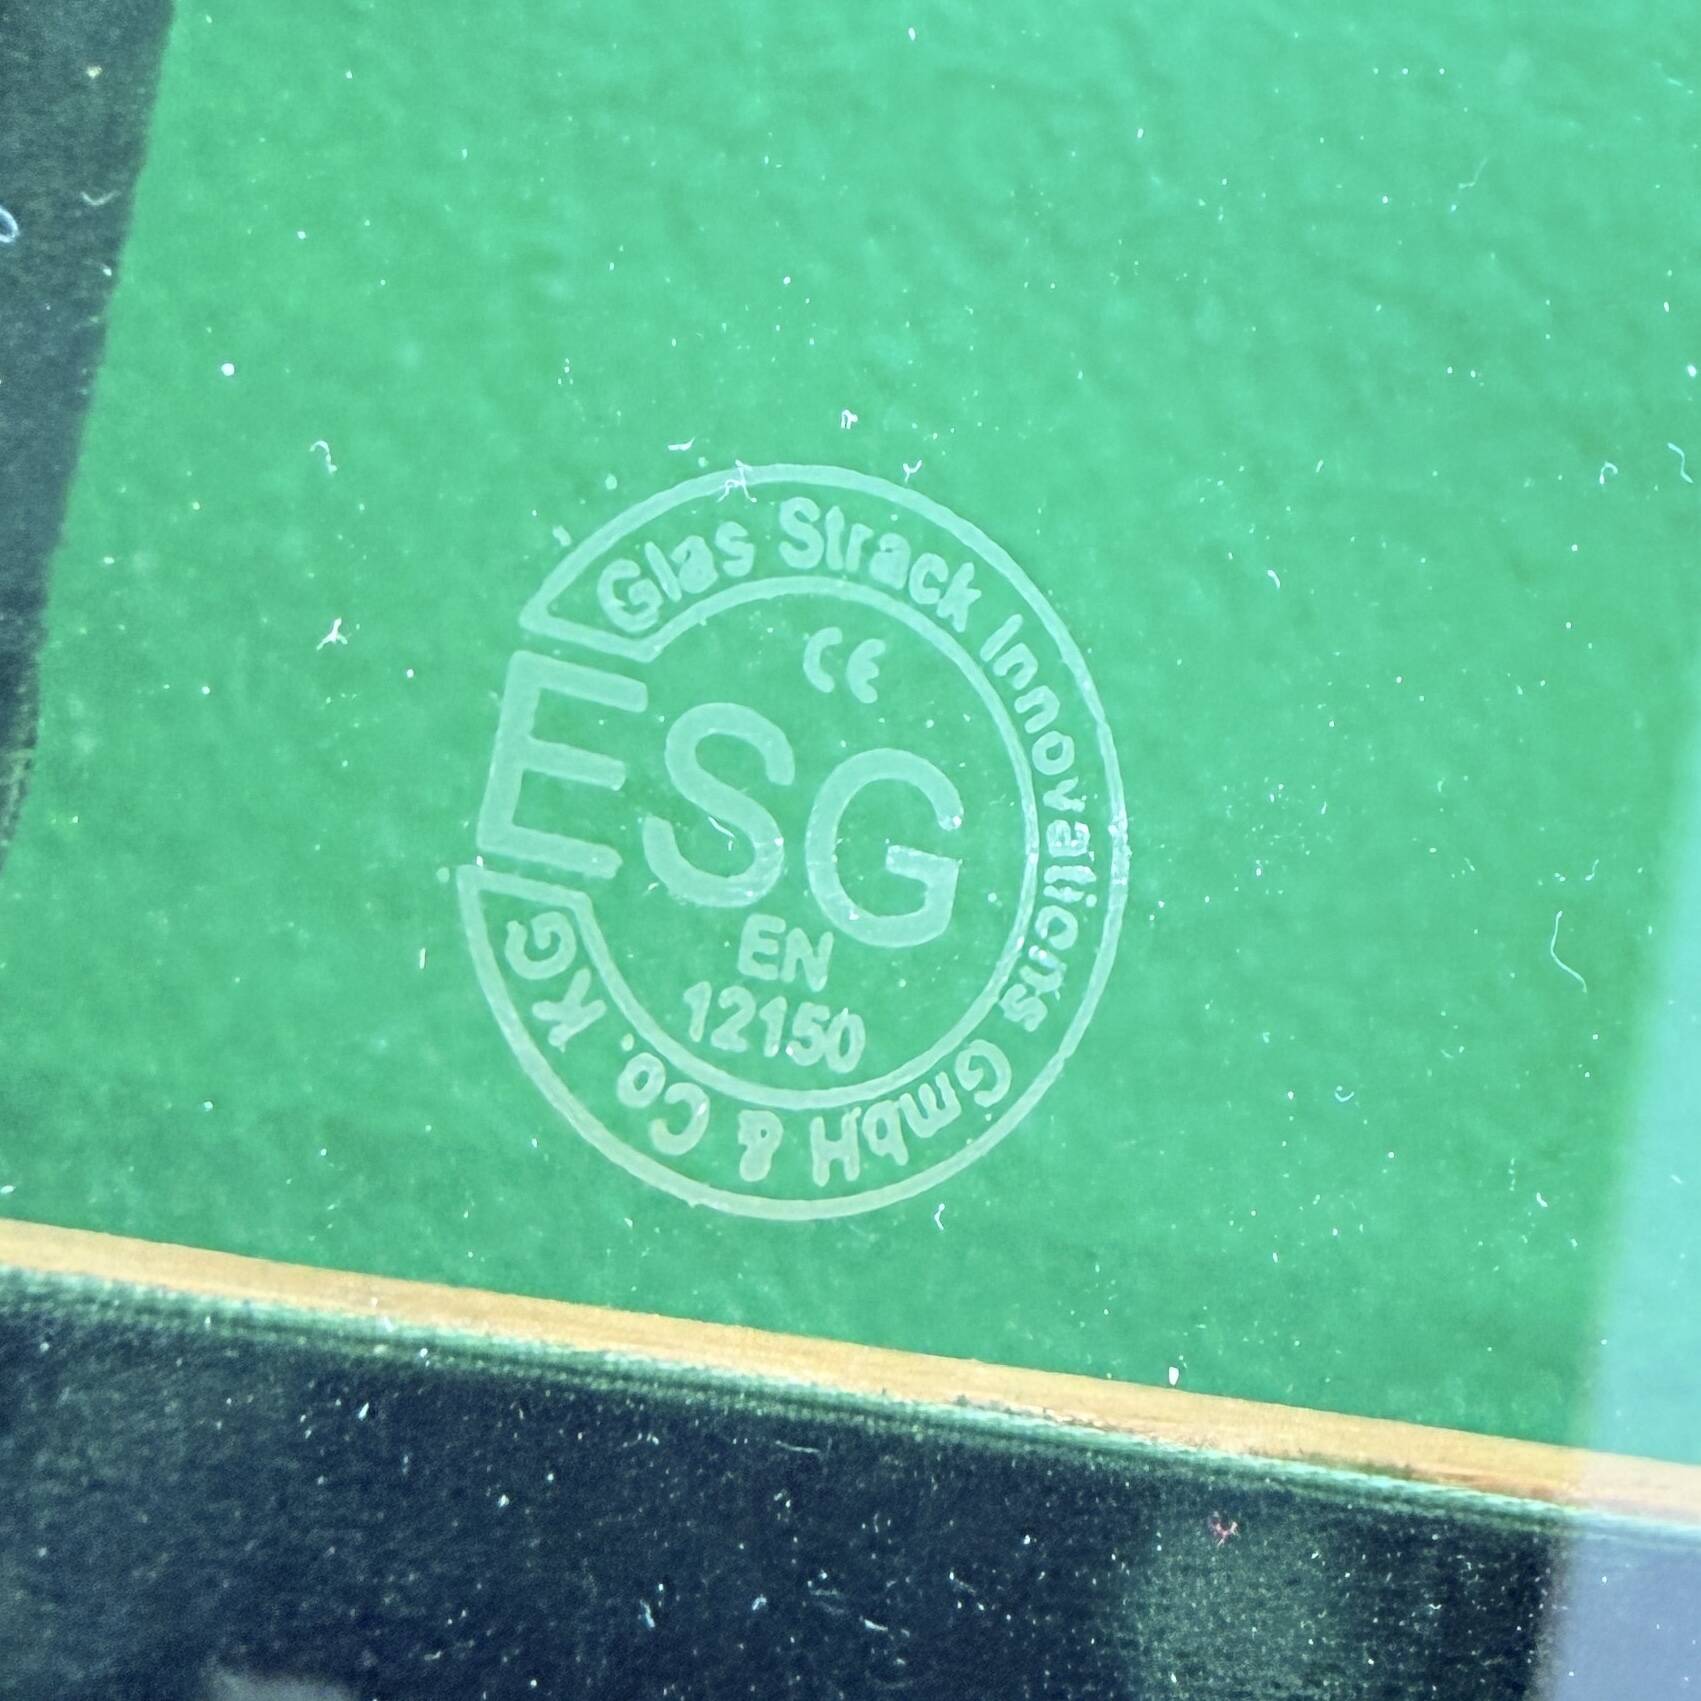 Glas Strack Innovations GmbH & Co. KG
CE
ESG
EN
12150